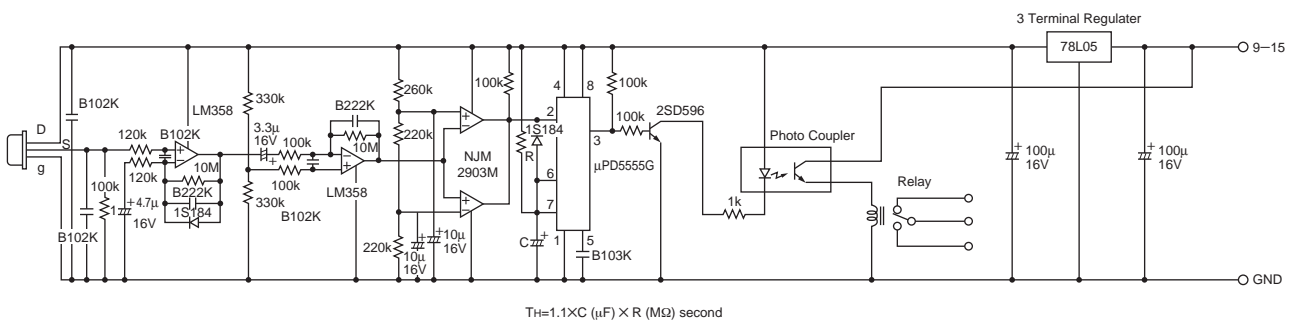 3 Terminal Regulater
78L05
9–15
D
S
g
B102K
LM358
120k
B102K
120k
10M
B222K
1S184
100k
1
+4.7μ
16V
B102K
330k
3.3μ
16V
+
100k
100k
330k
B102K
B222K
10M
LM358
260k
220k
220k
10μ
16V
10μ
16V
NJM
2903M
100k
1S184
R
C
4
8
2
3
6
7
1
5
μPD5555G
B103K
100k
100k
2SD596
1k
Photo Coupler
Relay
100μ
16V
100μ
16V
GND
TH=1.1×C (μF) × R (MΩ) second